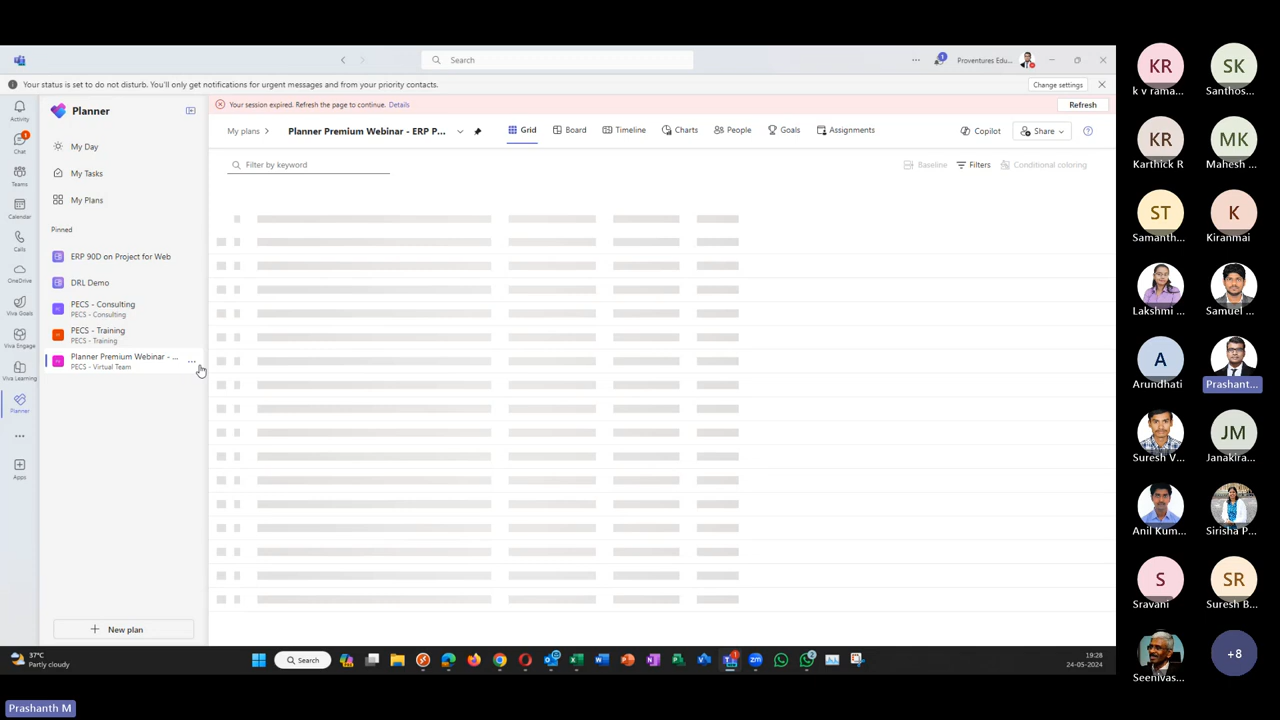 Search
Proventures Edu...
Your status is set to do not disturb. You'll only get notifications for urgent messages and from your priority contacts.
Change settings
Activity
Chat
Teams
Calendar
Calls
OneDrive
Viva Goals
Viva Engage
Viva Learning
Planner
Apps
Planner
My Day
My Tasks
My Plans
Pinned
ERP 90D on Project for Web
DRL Demo
PECS - Consulting
PECS - Consulting
PECS - Training
PECS - Training
Planner Premium Webinar - ...
PECS - Virtual Team
New plan
Your session expired. Refresh the page to continue. Details
Refresh
My plans
Planner Premium Webinar - ERP P...
Grid
Board
Timeline
Charts
People
Goals
Assignments
Copilot
Share
Filter by keyword
Baseline
Filters
Conditional coloring
37°C
Partly cloudy
Search
19:28
24-05-2024
KR
k v rama...
SK
Santhos...
KR
Karthick R
MK
Mahesh ...
ST
Samanth...
K
Kiranmai
Lakshmi ...
Samuel ...
A
Arundhati
Prashant...
Suresh V...
JM
Janakira...
Anil Kum...
Sirisha P...
S
Sravani
SR
Suresh B...
Seenivas...
+8
Prashanth M